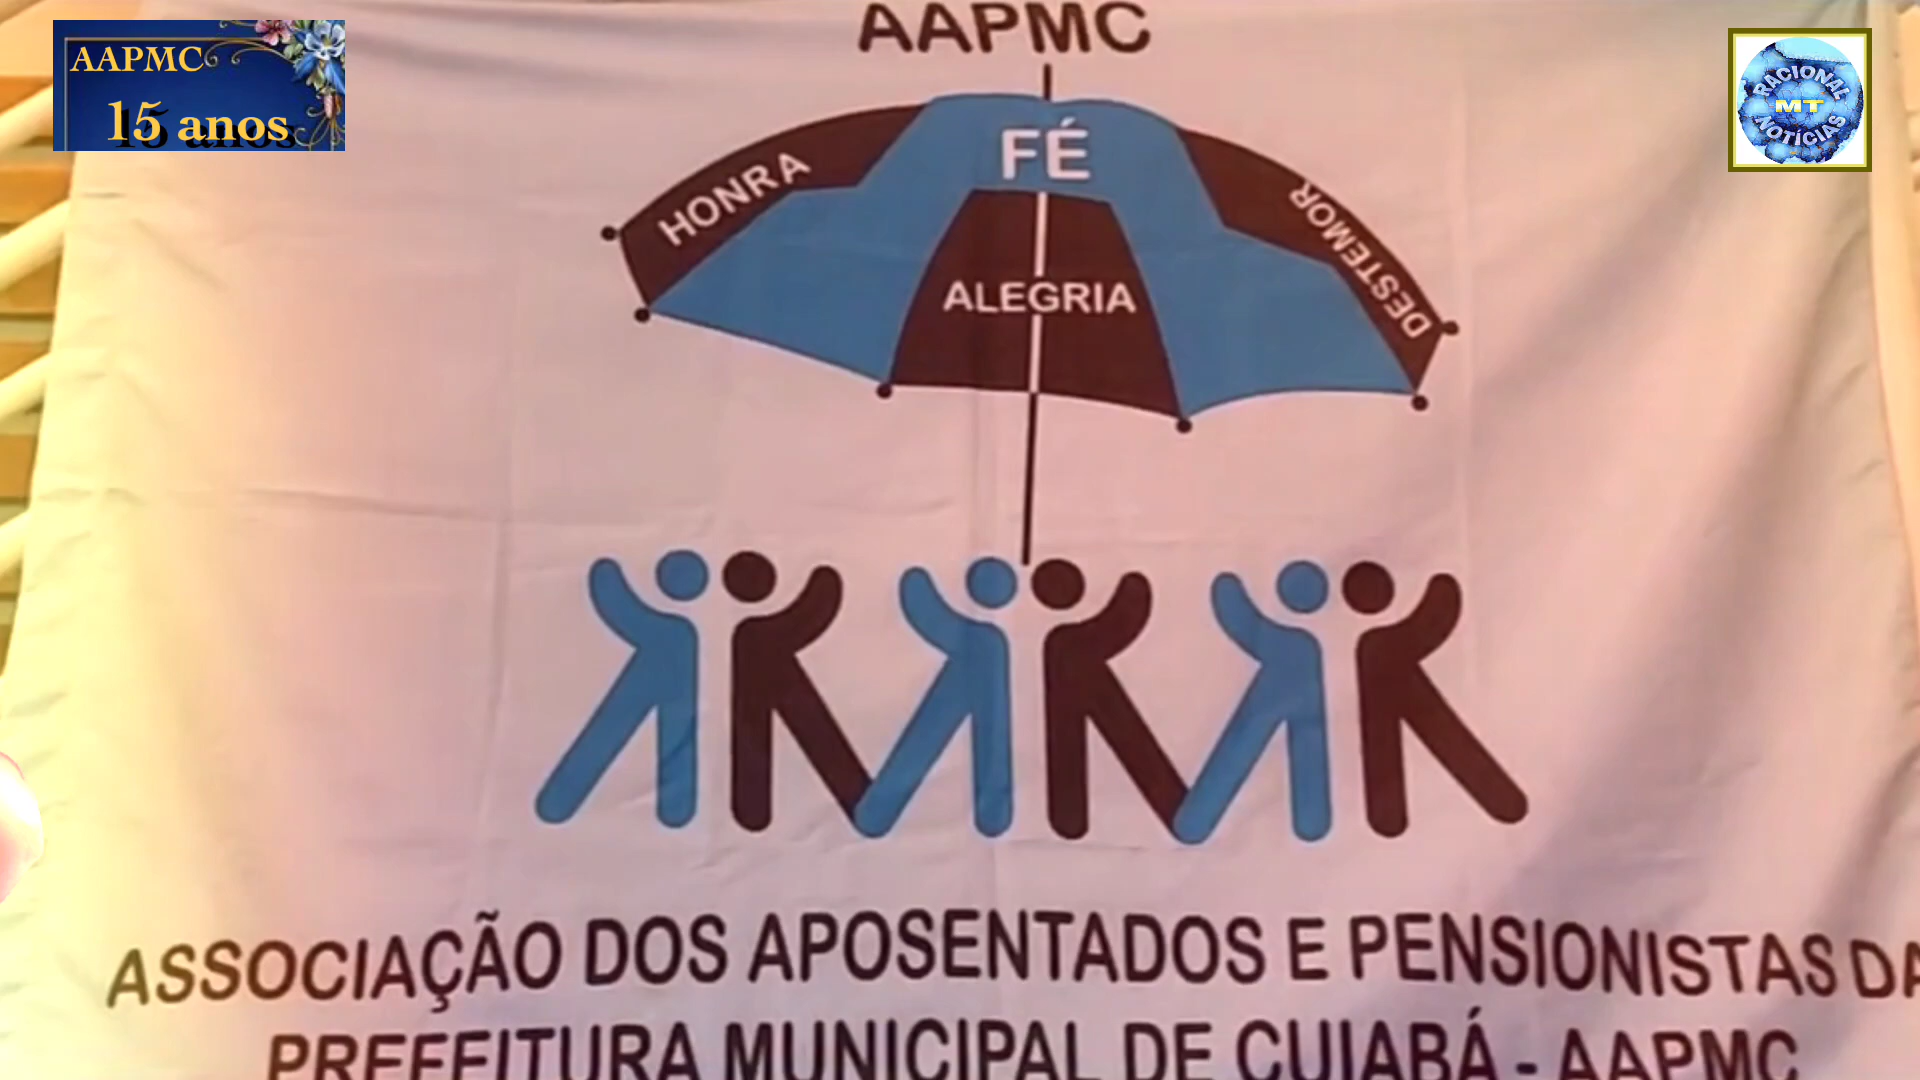 AAPMC
15 anos
RACIONAL
MT
NOTÍCIAS
AAPMC
FÉ
HONRA
DESTEMOR
ALEGRIA
ASSOCIAÇÃO DOS APOSENTADOS E PENSIONISTAS DA
PREFEITURA MUNICIPAL DE CUIABÁ - AAPMC